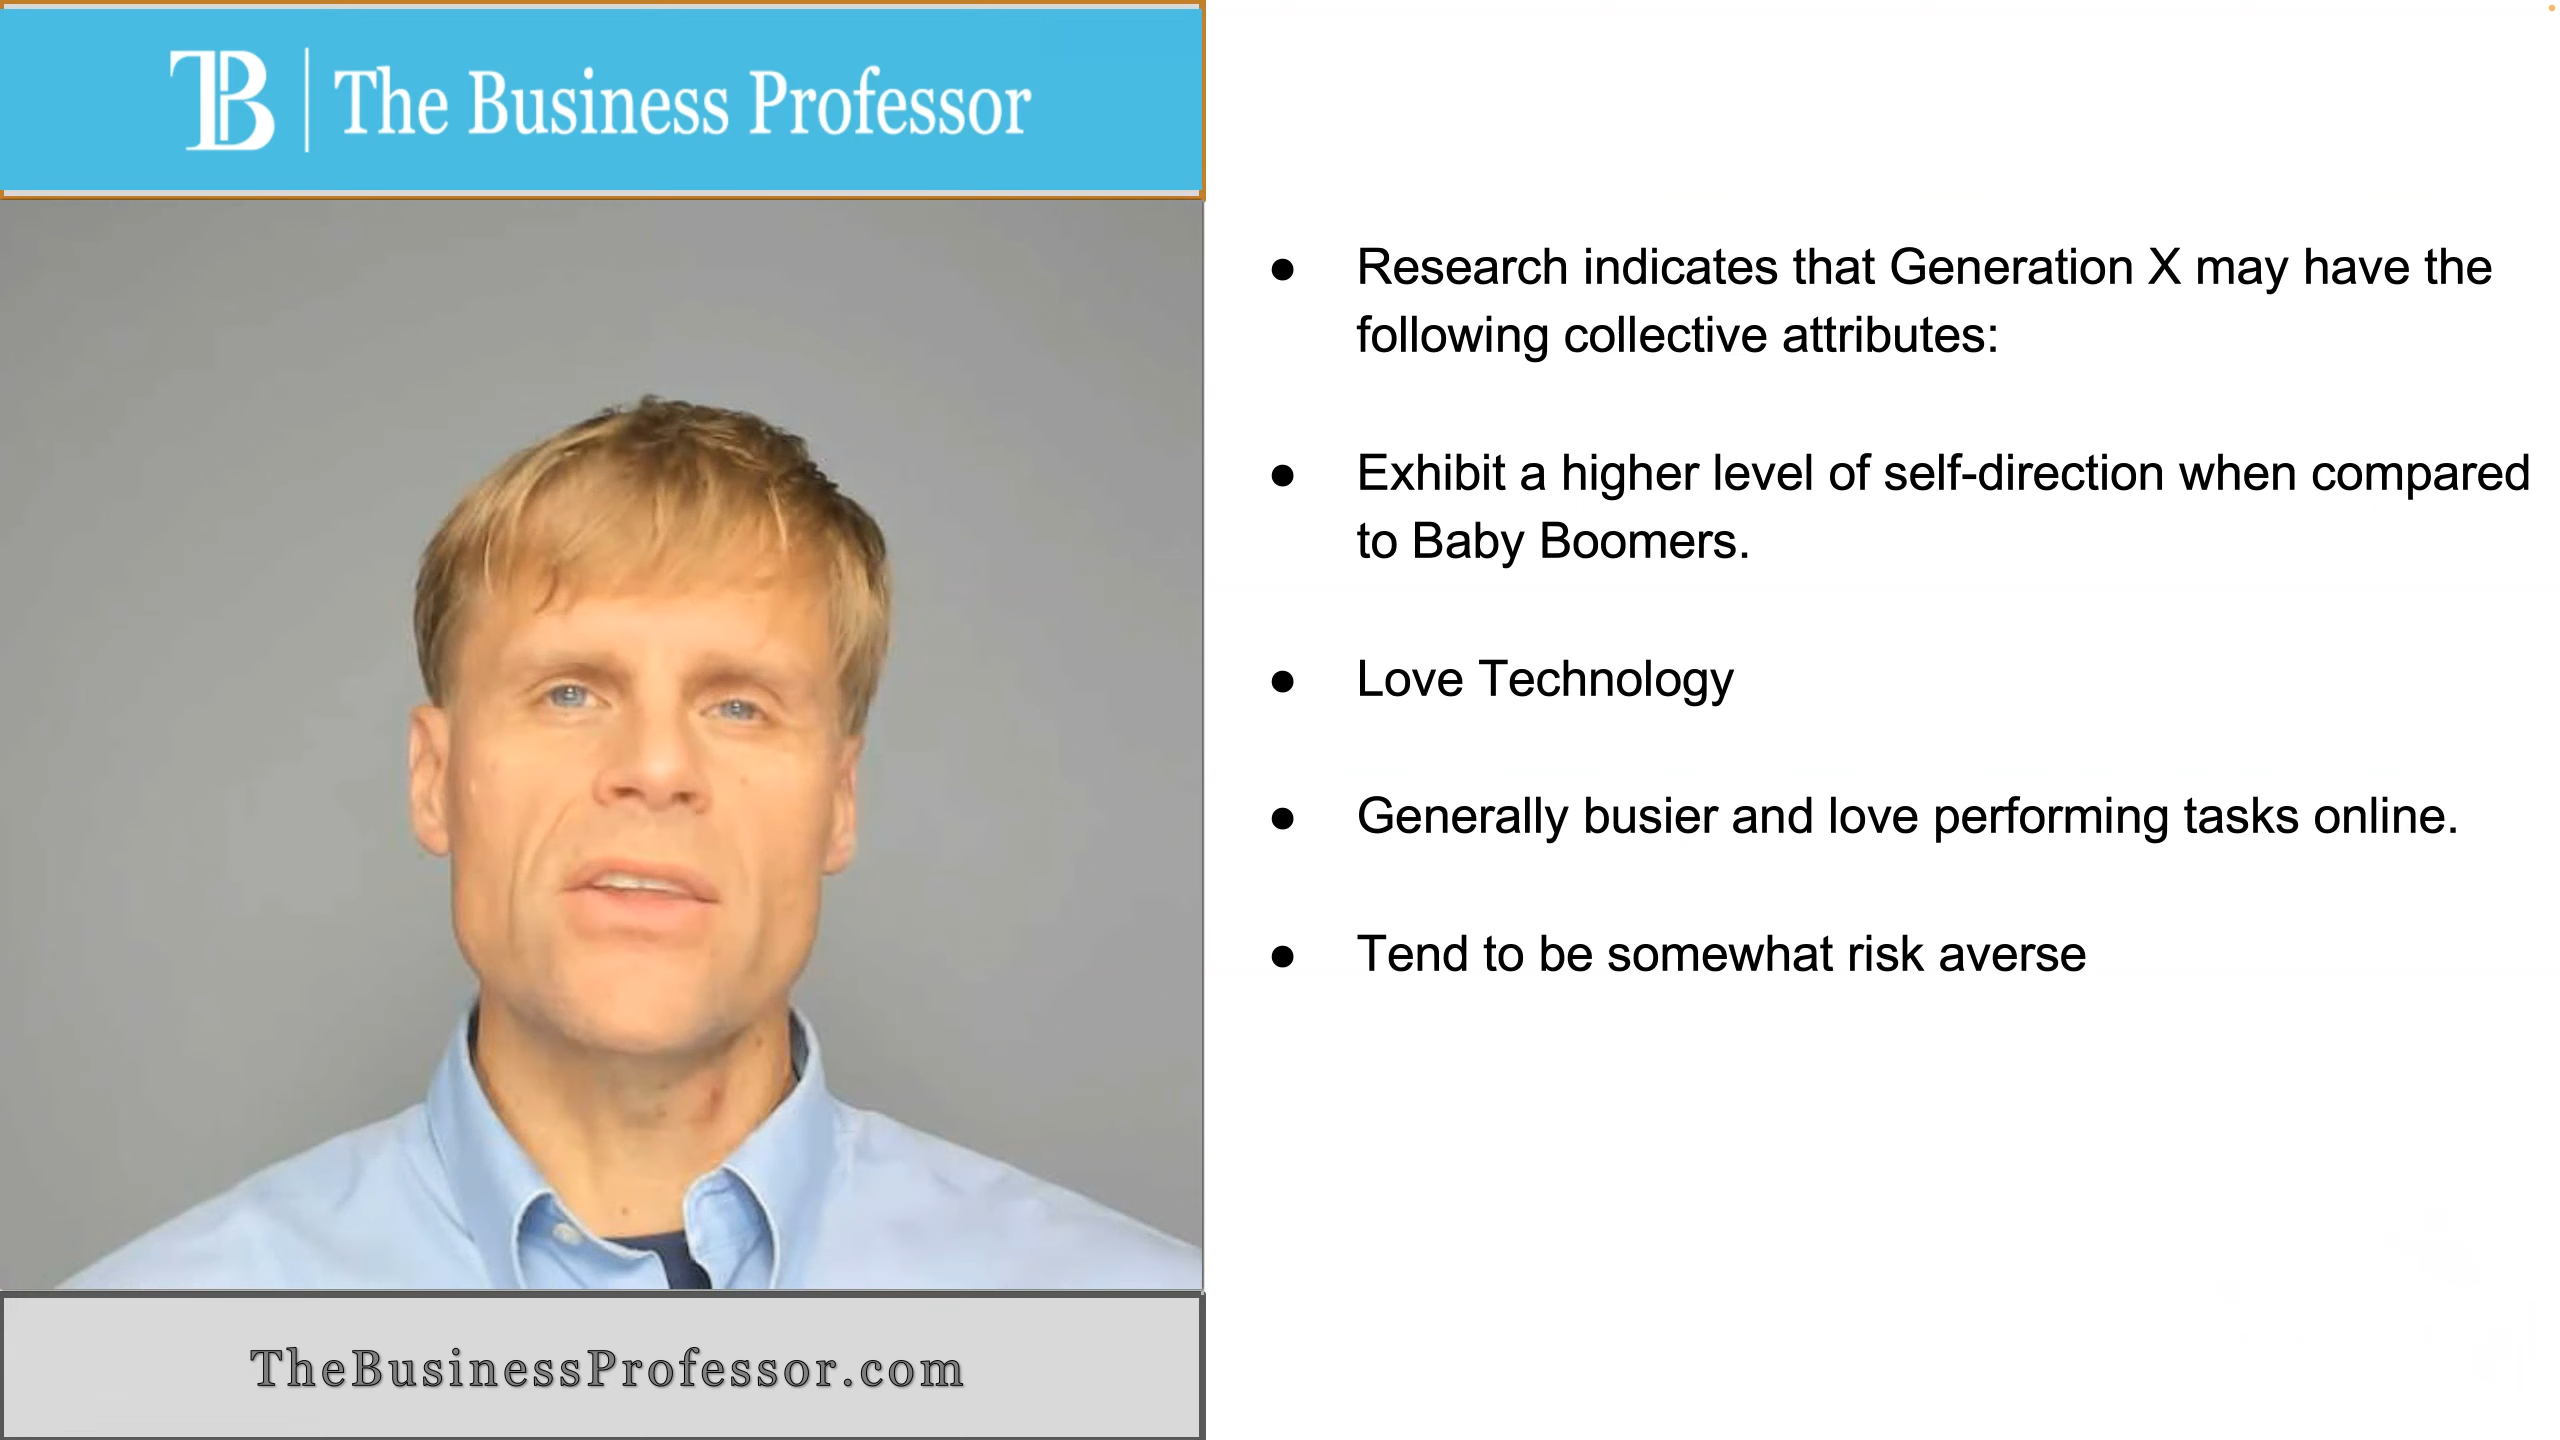 TB | The Business Professor
● Research indicates that Generation X may have the
following collective attributes:
● Exhibit a higher level of self-direction when compared
to Baby Boomers.
● Love Technology
● Generally busier and love performing tasks online.
● Tend to be somewhat risk averse
TheBusinessProfessor.com